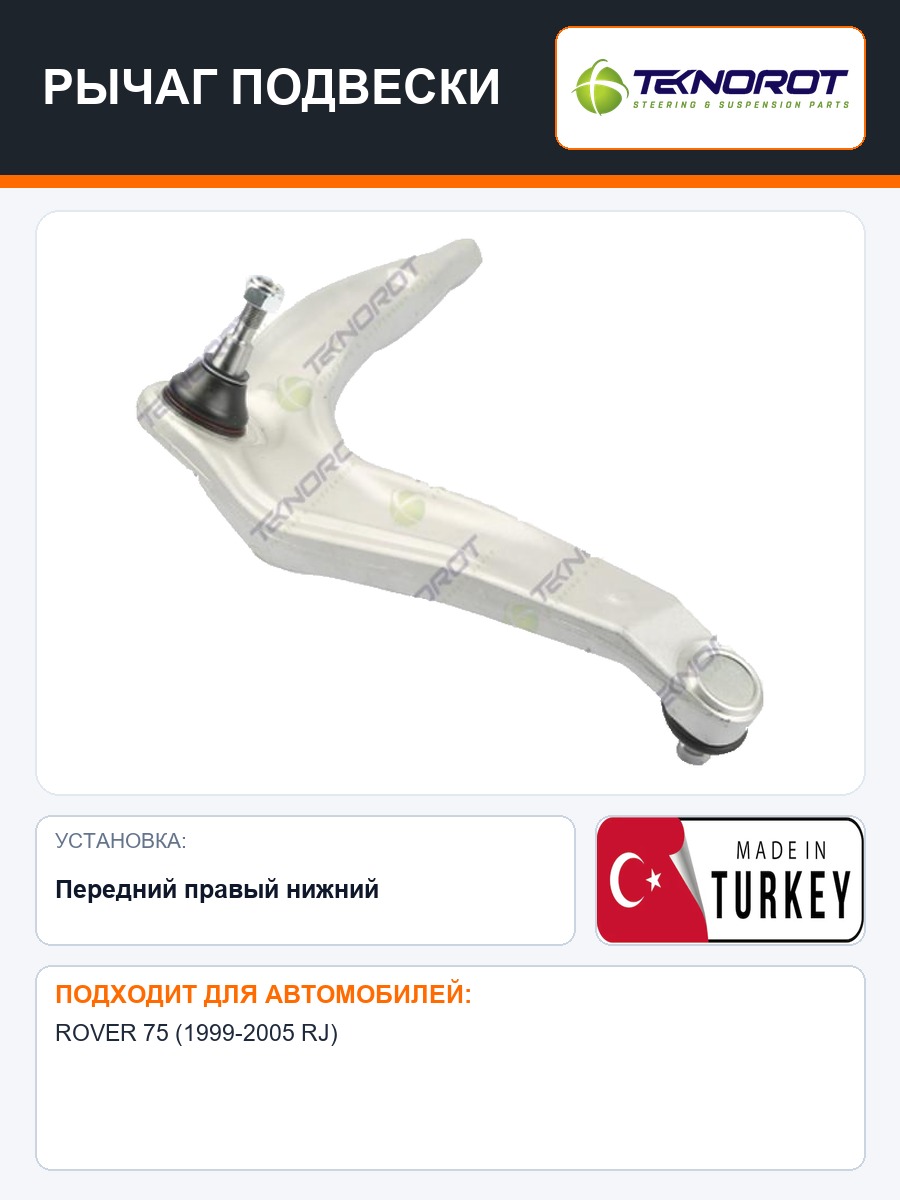 РЫЧАГ ПОДВЕСКИ
TEKNOROT
STEERING & SUSPENSION PARTS
TEKNOROT
TEKNOROT
TEKNOROT
УСТАНОВКА:
Передний правый нижний
MADE IN
TURKEY
ПОДХОДИТ ДЛЯ АВТОМОБИЛЕЙ:
ROVER 75 (1999-2005 RJ)